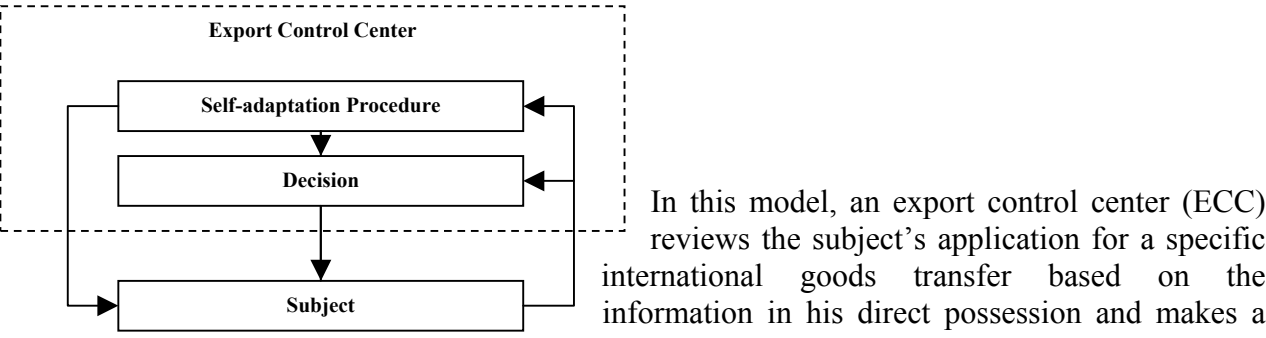 Export Control Center
Self-adaptation Procedure
Decision
Subject
In this model, an export control center (ECC)
reviews the subject’s application for a specific
international goods transfer based on the
information in his direct possession and makes a